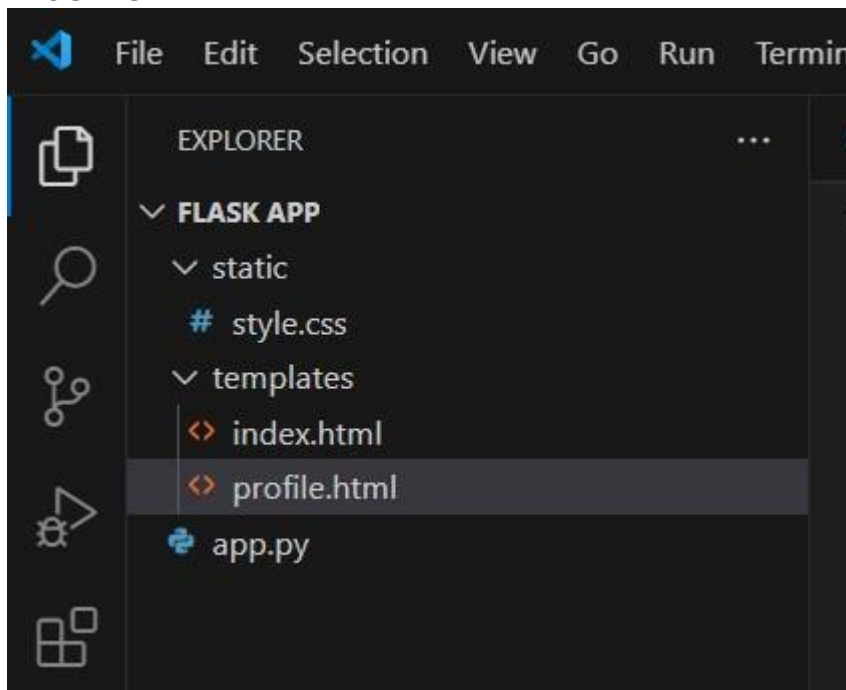 File Edit Selection View Go Run Termin
EXPLORER
FLASK APP
static
# style.css
templates
<> index.html
<> profile.html
app.py